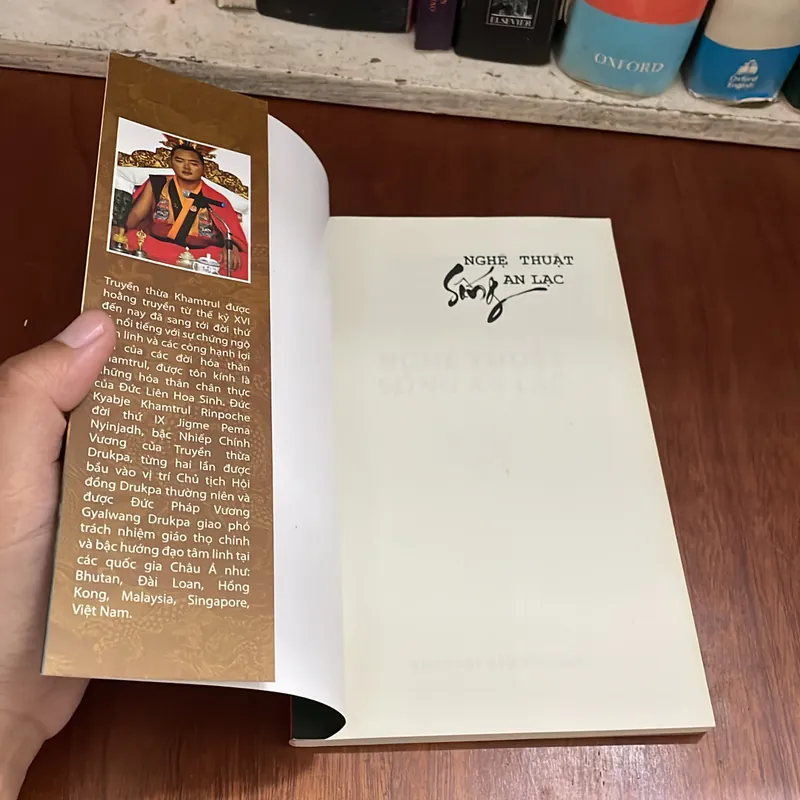 ELSEVIER
OXFORD
Oxford
English
Truyền thừa Khamtrul được
hoằng truyền từ thế kỷ XVI
đến nay đã sang tới đời thứ
nổi tiếng với sự chứng ngộ
linh và các công hạnh lợi
của các đời hóa thân
Khamtrul, được tôn kính là
những hóa thân chân thực
của Đức Liên Hoa Sinh. Đức
Kyabje Khamtrul Rinpoche
đời thứ IX Jigme Pema
Nyinjadh, bậc Nhiếp Chính
Vương của Truyền thừa
Drukpa, từng hai lần được
bầu vào vị trí Chủ tịch Hội
đồng Drukpa thường niên và
được Đức Pháp Vương
Gyalwang Drukpa giao phó
trách nhiệm giáo thọ chính
và bậc hướng đạo tâm linh tại
các quốc gia Châu Á như:
Bhutan, Đài Loan, Hồng
Kong, Malaysia, Singapore,
Việt Nam.
NGHỆ THUẬT
Sống AN LẠC